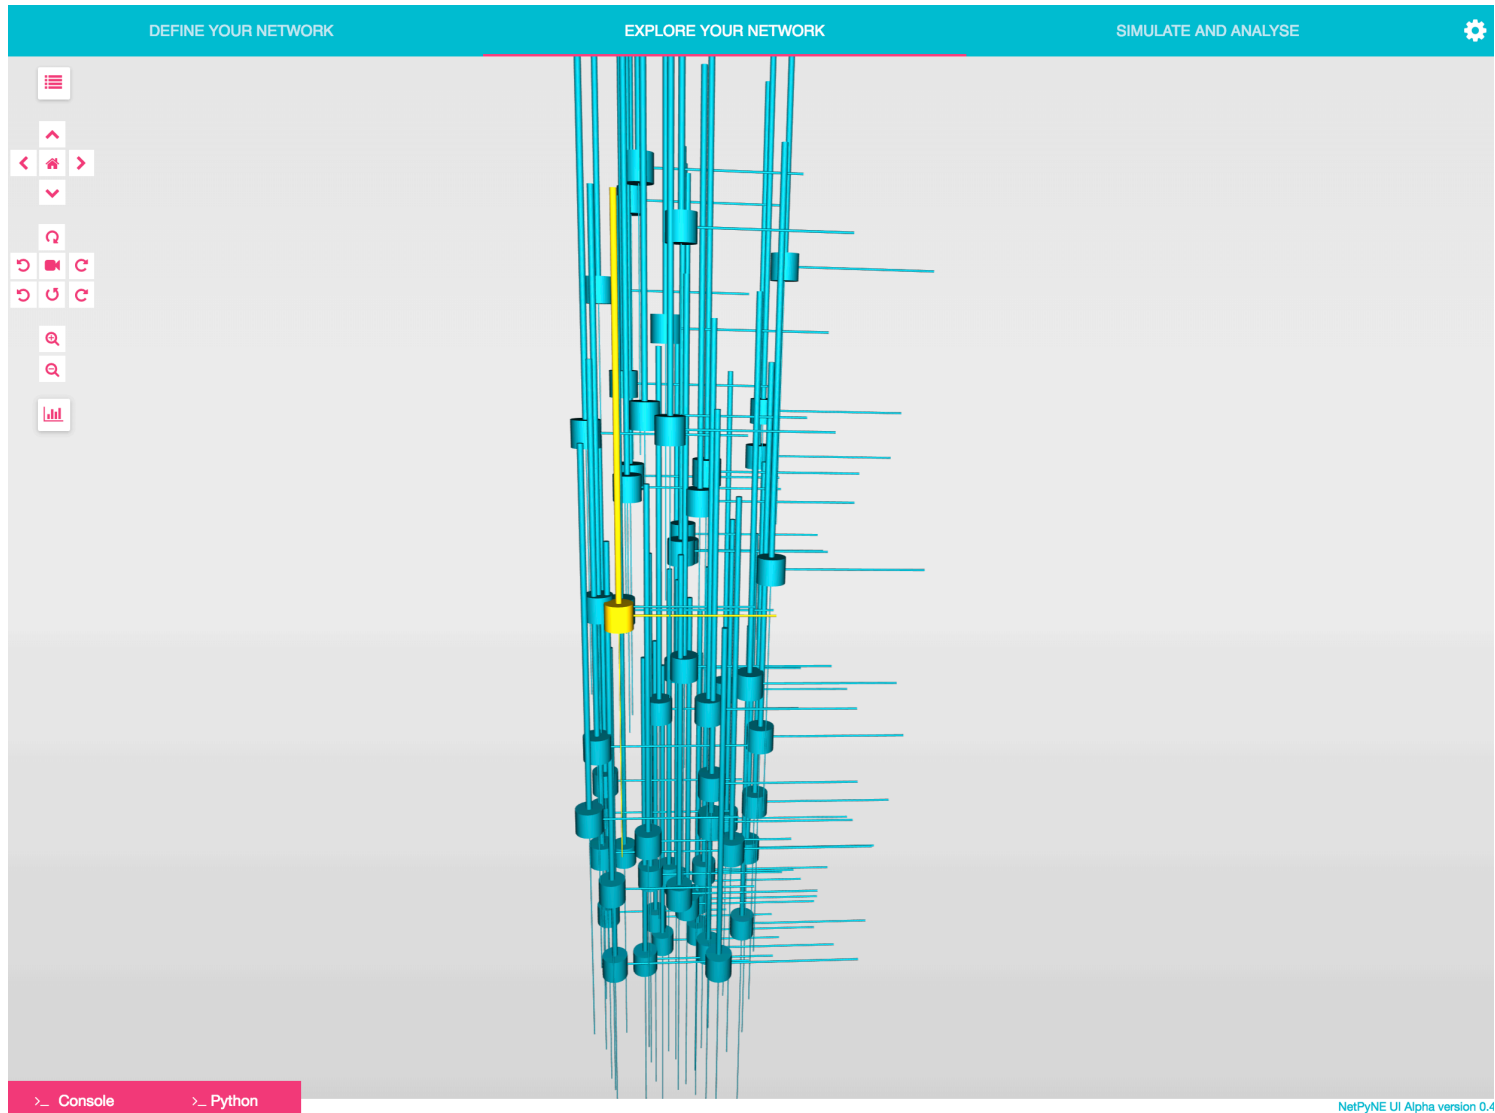 DEFINE YOUR NETWORK
EXPLORE YOUR NETWORK
SIMULATE AND ANALYSE
>_ Console
>_ Python
NetPyNE UI Alpha version 0.4